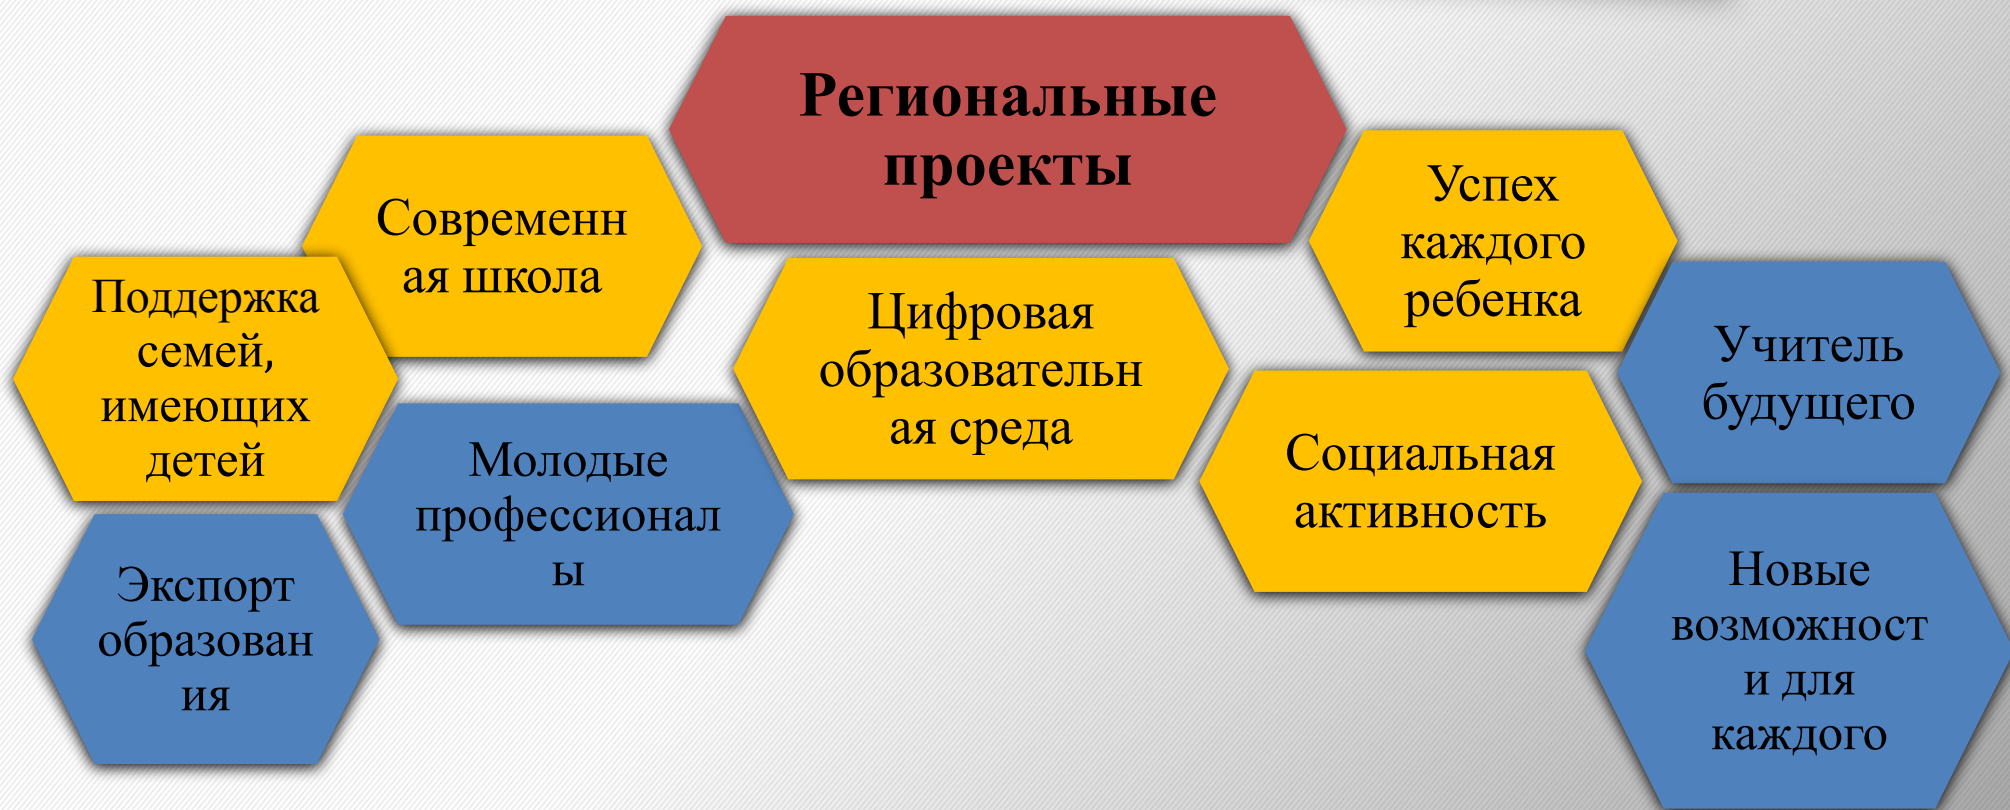 Региональные
проекты
Современн
ая школа
Успех
каждого
ребенка
Поддержка
семей,
имеющих
детей
Цифровая
образовательн
ая среда
Учитель
будущего
Молодые
профессионал
ы
Социальная
активность
Экспорт
образован
ия
Новые
возможност
и для
каждого